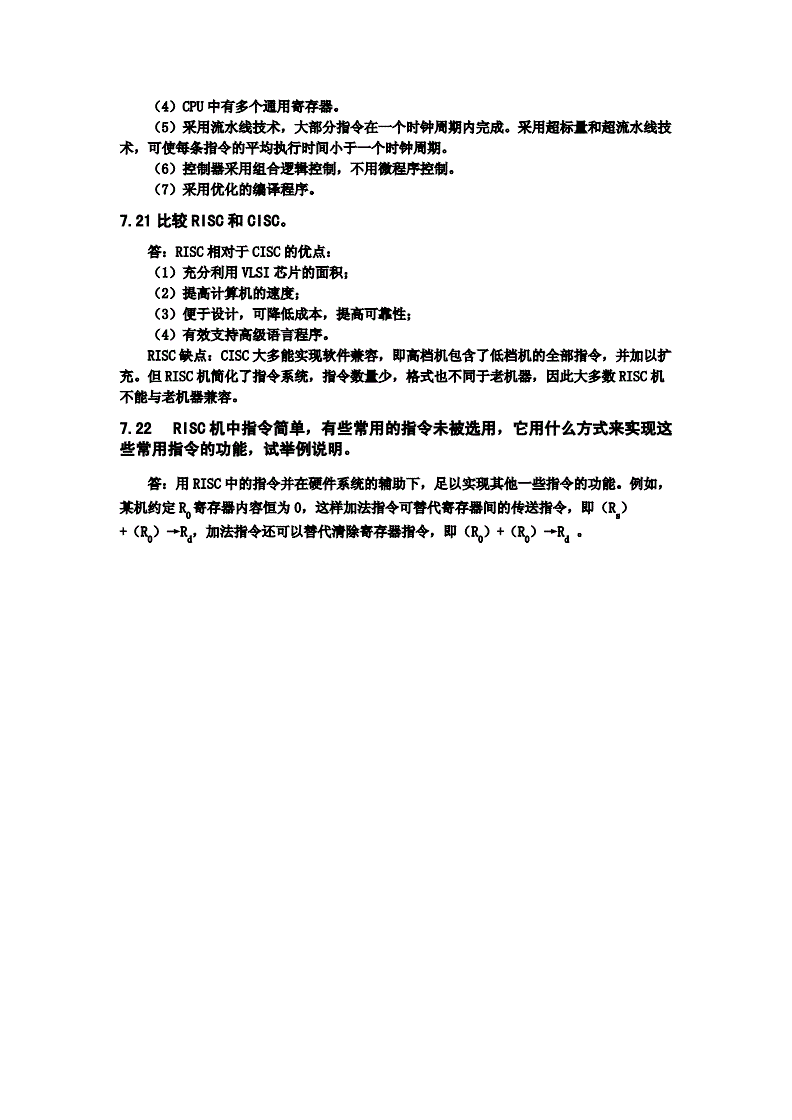 （4）CPU 中有多个通用寄存器。
（5）采用流水线技术，大部分指令在一个时钟周期内完成。采用超标量和超流水线技
术，可使每条指令的平均执行时间小于一个时钟周期。
（6）控制器采用组合逻辑控制，不用微程序控制。
（7）采用优化的编译程序。
7.21 比较 RISC 和 CISC。
答：RISC 相对于 CISC 的优点：
（1）充分利用 VLSI 芯片的面积；
（2）提高计算机的速度；
（3）便于设计，可降低成本，提高可靠性；
（4）有效支持高级语言程序。
RISC 缺点：CISC 大多能实现软件兼容，即高档机包含了低档机的全部指令，并加以扩
充。但 RISC 机简化了指令系统，指令数量少，格式也不同于老机器，因此大多数 RISC 机
不能与老机器兼容。
7.22 RISC 机中指令简单，有些常用的指令未被选用，它用什么方式来实现这
些常用指令的功能，试举例说明。
答：用 RISC 中的指令并在硬件系统的辅助下，足以实现其他一些指令的功能。例如，
某机约定 R0 寄存器内容恒为 0，这样加法指令可替代寄存器间的传送指令，即（Rs）
+（R0）→Rd，加法指令还可以替代清除寄存器指令，即（R0）+（R0）→Rd 。